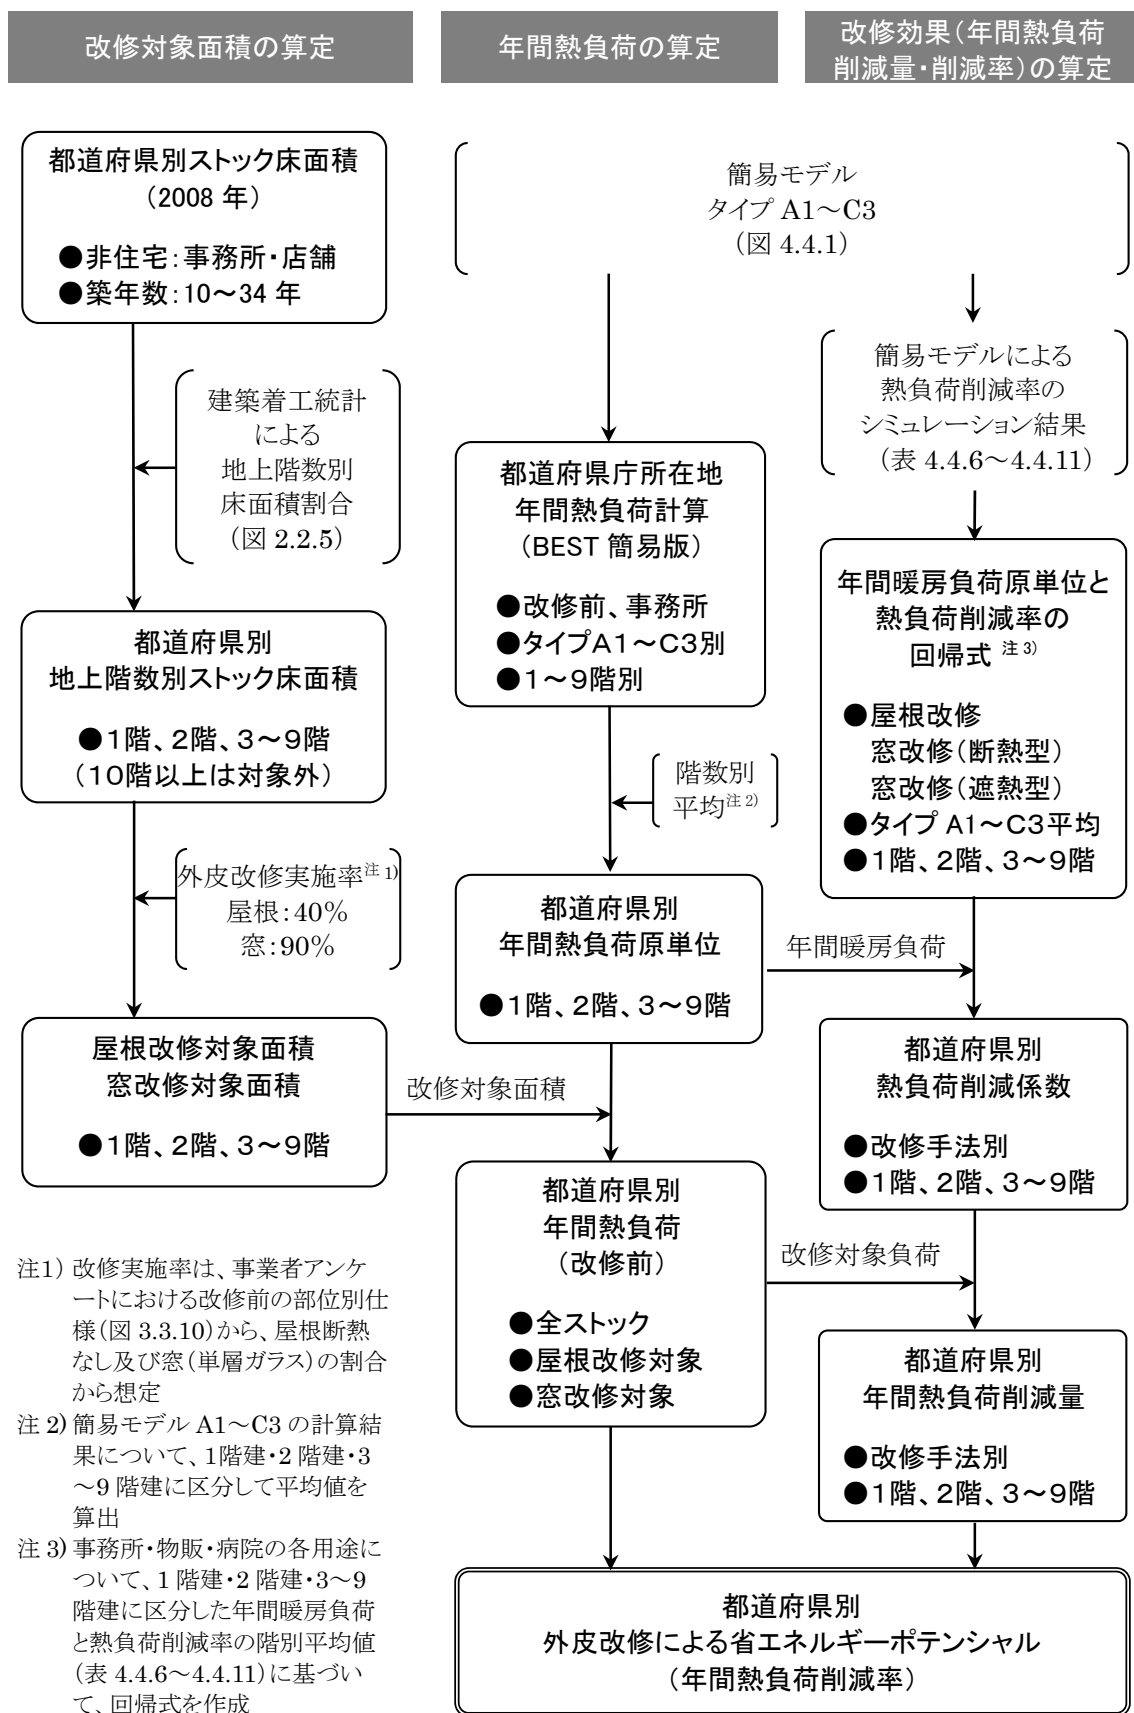 改修対象面積の算定
年間熱負荷の算定
改修効果（年間熱負荷
削減量・削減率）の算定
都道府県別ストック床面積
（2008 年）
●非住宅：事務所・店舗
●築年数：10～34 年
建築着工統計
による
地上階数別
床面積割合
（図 2.2.5）
都道府県別
地上階数別ストック床面積
●１階、２階、３～９階
（１０階以上は対象外）
外皮改修実施率注 1)
屋根：40％
窓：90％
屋根改修対象面積
窓改修対象面積
●１階、２階、３～９階
改修対象面積
簡易モデル
タイプ A1～C3
（図 4.4.1）
都道府県庁所在地
年間熱負荷計算
（BEST 簡易版）
●改修前、事務所
●タイプＡ１～Ｃ３別
●１～９階別
階数別
平均注 2)
都道府県別
年間熱負荷原単位
●１階、２階、３～９階
年間暖房負荷
都道府県別
年間熱負荷
（改修前）
●全ストック
●屋根改修対象
●窓改修対象
改修対象負荷
簡易モデルによる
熱負荷削減率の
シミュレーション結果
（表 4.4.6～4.4.11）
年間暖房負荷原単位と
熱負荷削減率の
回帰式 注 3)
●屋根改修
窓改修（断熱型）
窓改修（遮熱型）
●タイプ A1～C3平均
●１階、２階、３～９階
都道府県別
熱負荷削減係数
●改修手法別
●１階、２階、３～９階
都道府県別
年間熱負荷削減量
●改修手法別
●１階、２階、３～９階
都道府県別
外皮改修による省エネルギーポテンシャル
（年間熱負荷削減率）
注1) 改修実施率は、事業者アンケ
ートにおける改修前の部位別仕
様（図 3.3.10）から、屋根断熱
なし及び窓（単層ガラス）の割合
から想定
注 2) 簡易モデル A1～C3 の計算結
果について、1階建・2 階建・3
～9 階建に区分して平均値を
算出
注 3) 事務所・物販・病院の各用途に
ついて、1 階建・2 階建・3～9
階建に区分した年間暖房負荷
と熱負荷削減率の階別平均値
（表 4.4.6～4.4.11）に基づい
て、回帰式を作成